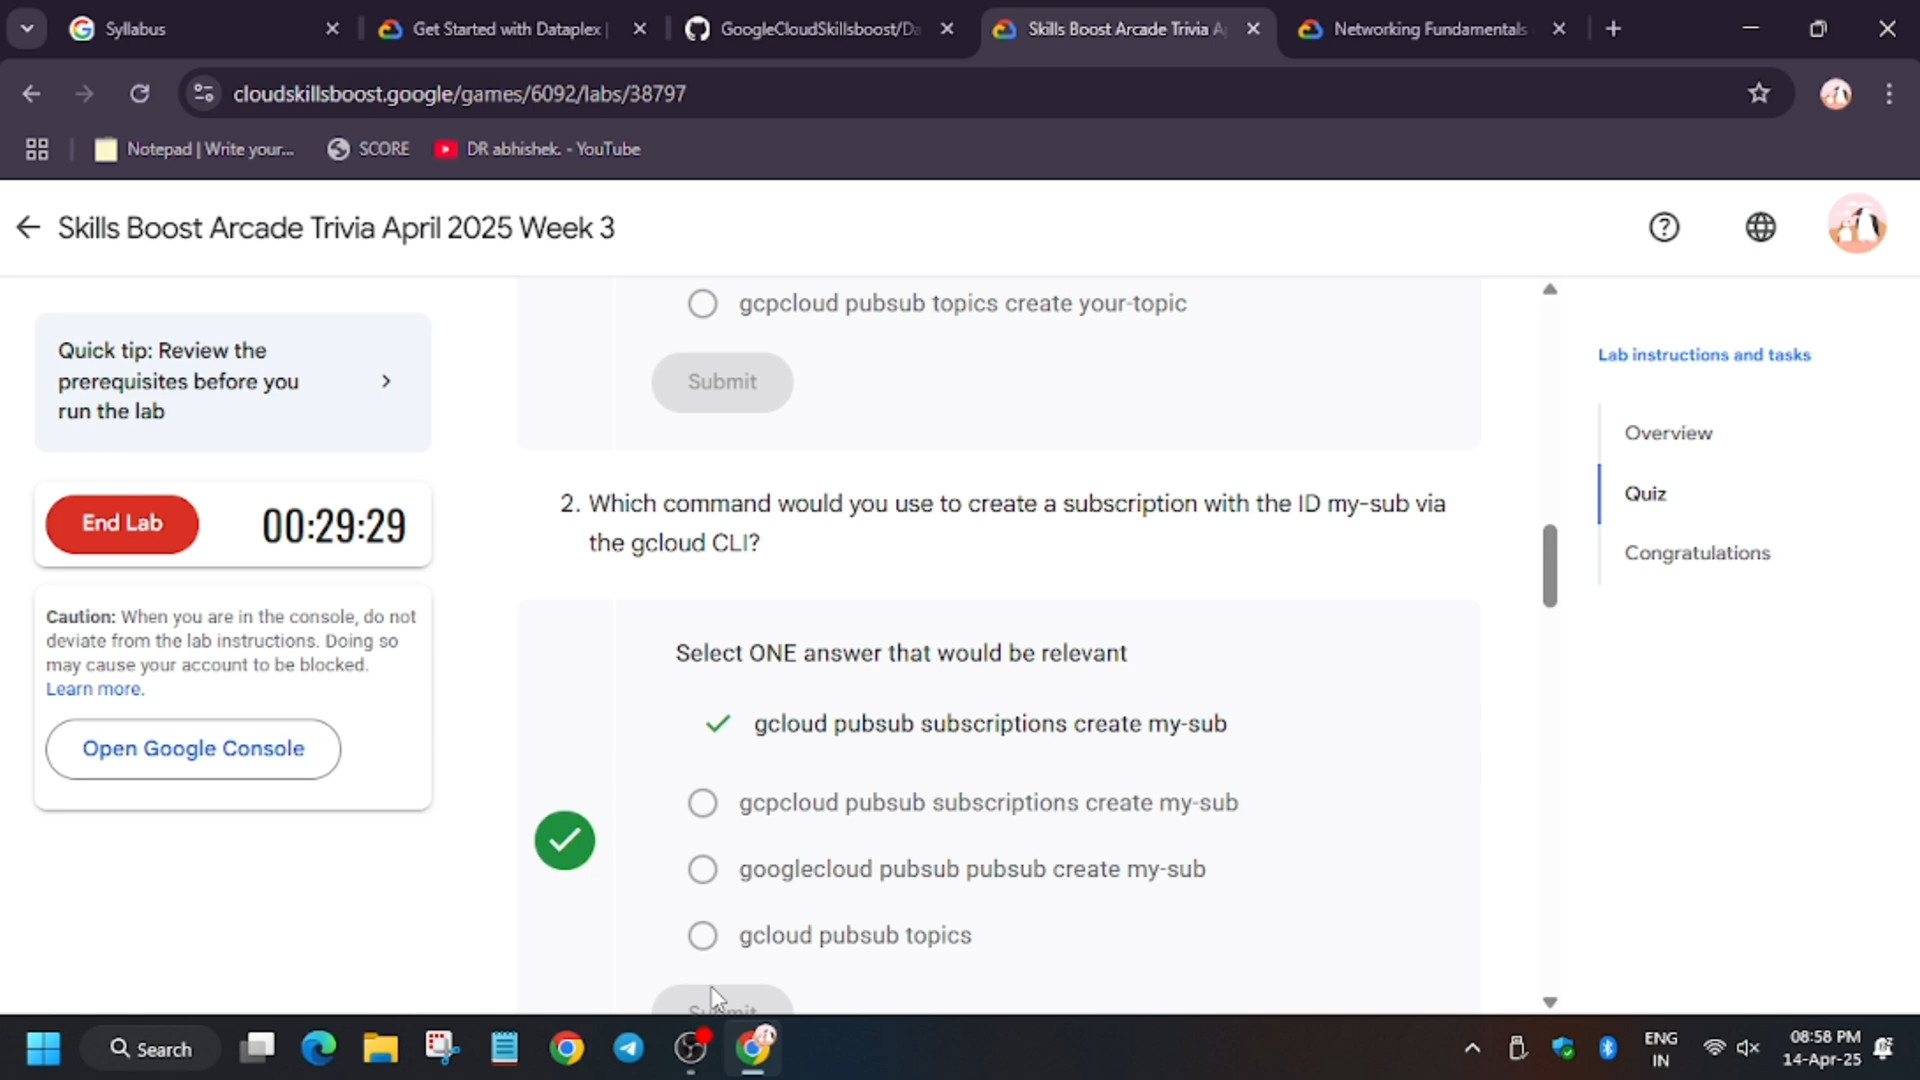 Syllabus
Get Started with Dataplex |
GoogleCloudSkillsboost/Da
Skills Boost Arcade Trivia A
Networking Fundamentals
cloudskillsboost.google/games/6092/labs/38797
Notepad | Write your...
SCORE
DR abhishek. - YouTube
Skills Boost Arcade Trivia April 2025 Week 3
Quick tip: Review the
prerequisites before you
run the lab
End Lab
00:29:29
Caution: When you are in the console, do not
deviate from the lab instructions. Doing so
may cause your account to be blocked.
Learn more.
Open Google Console
gcpcloud pubsub topics create your-topic
Submit
2. Which command would you use to create a subscription with the ID my-sub via
the gcloud CLI?
Select ONE answer that would be relevant
gcloud pubsub subscriptions create my-sub
gcpcloud pubsub subscriptions create my-sub
googlecloud pubsub pubsub create my-sub
gcloud pubsub topics
Submit
Lab instructions and tasks
Overview
Quiz
Congratulations
Search
ENG
IN
08:58 PM
14-Apr-25